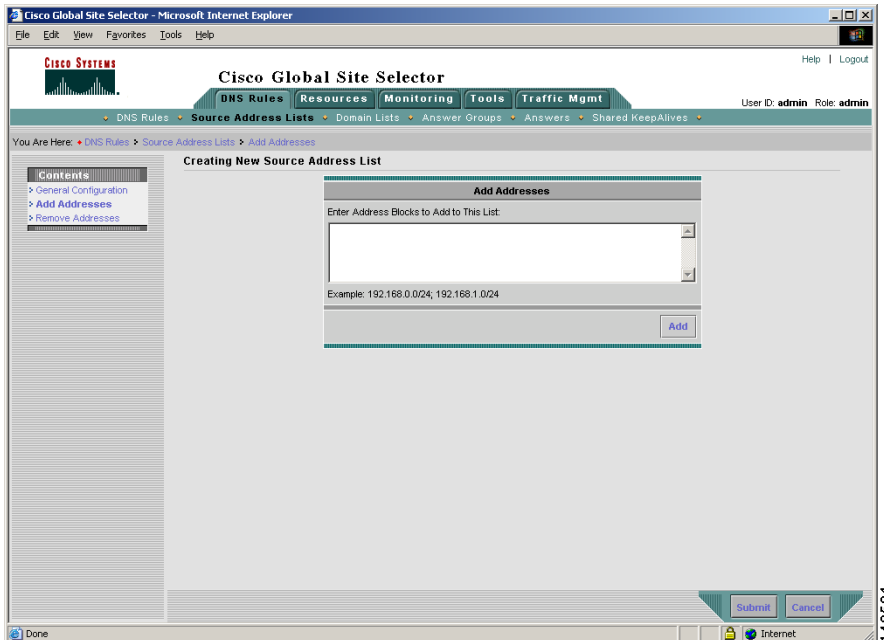 Cisco Global Site Selector - Microsoft Internet Explorer
File Edit View Favorites Tools Help
CISCO SYSTEMS
Cisco Global Site Selector
Help | Logout
DNS Rules Resources Monitoring Tools Traffic Mgmt
User ID: admin Role: admin
DNS Rules Source Address Lists Domain Lists Answer Groups Answers Shared KeepAlives
You Are Here: DNS Rules > Source Address Lists > Add Addresses
Contents
> General Configuration
> Add Addresses
> Remove Addresses
Creating New Source Address List
Add Addresses
Enter Address Blocks to Add to This List:
Example: 192.168.0.0/24; 192.168.1.0/24
Add
Submit Cancel
Done
Internet